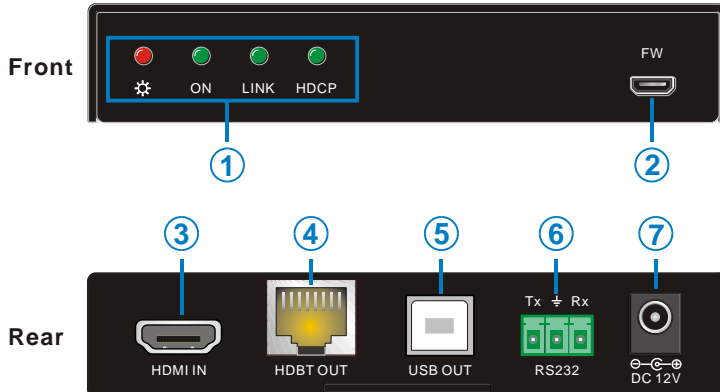 Front
ON LINK HDCP
FW
1
2
3 4 5 6 7
Tx Rx
Rear
HDMI IN HDBT OUT USB OUT RS232 DC 12V